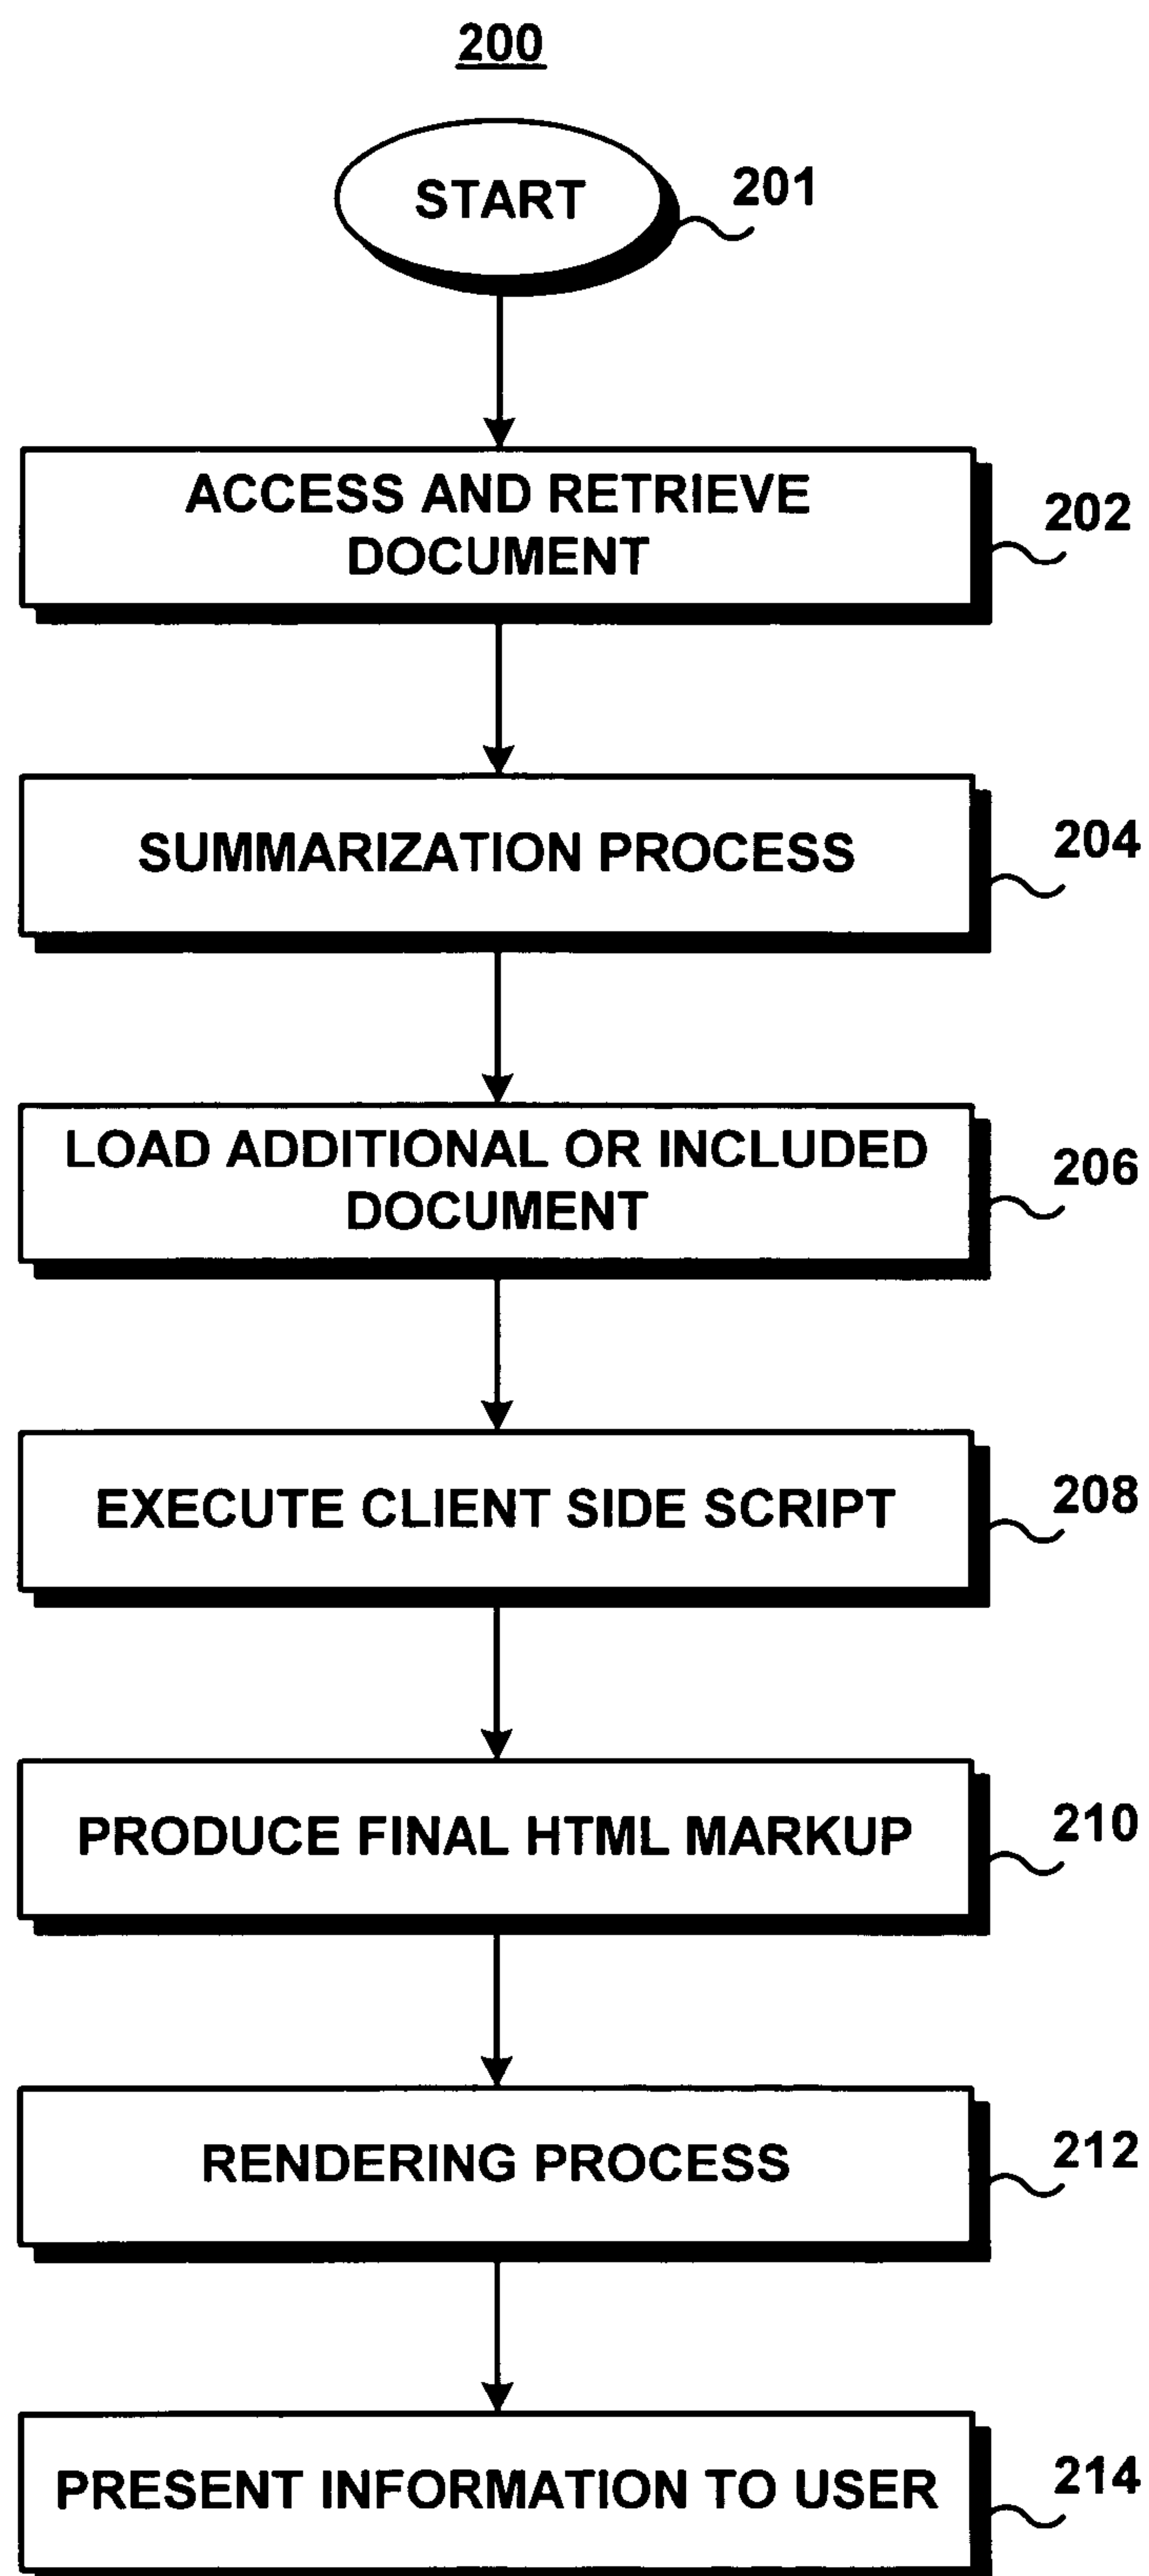 200
START
201
ACCESS AND RETRIEVE
DOCUMENT
202
SUMMARIZATION PROCESS
204
LOAD ADDITIONAL OR INCLUDED
DOCUMENT
206
EXECUTE CLIENT SIDE SCRIPT
208
PRODUCE FINAL HTML MARKUP
210
RENDERING PROCESS
212
PRESENT INFORMATION TO USER
214